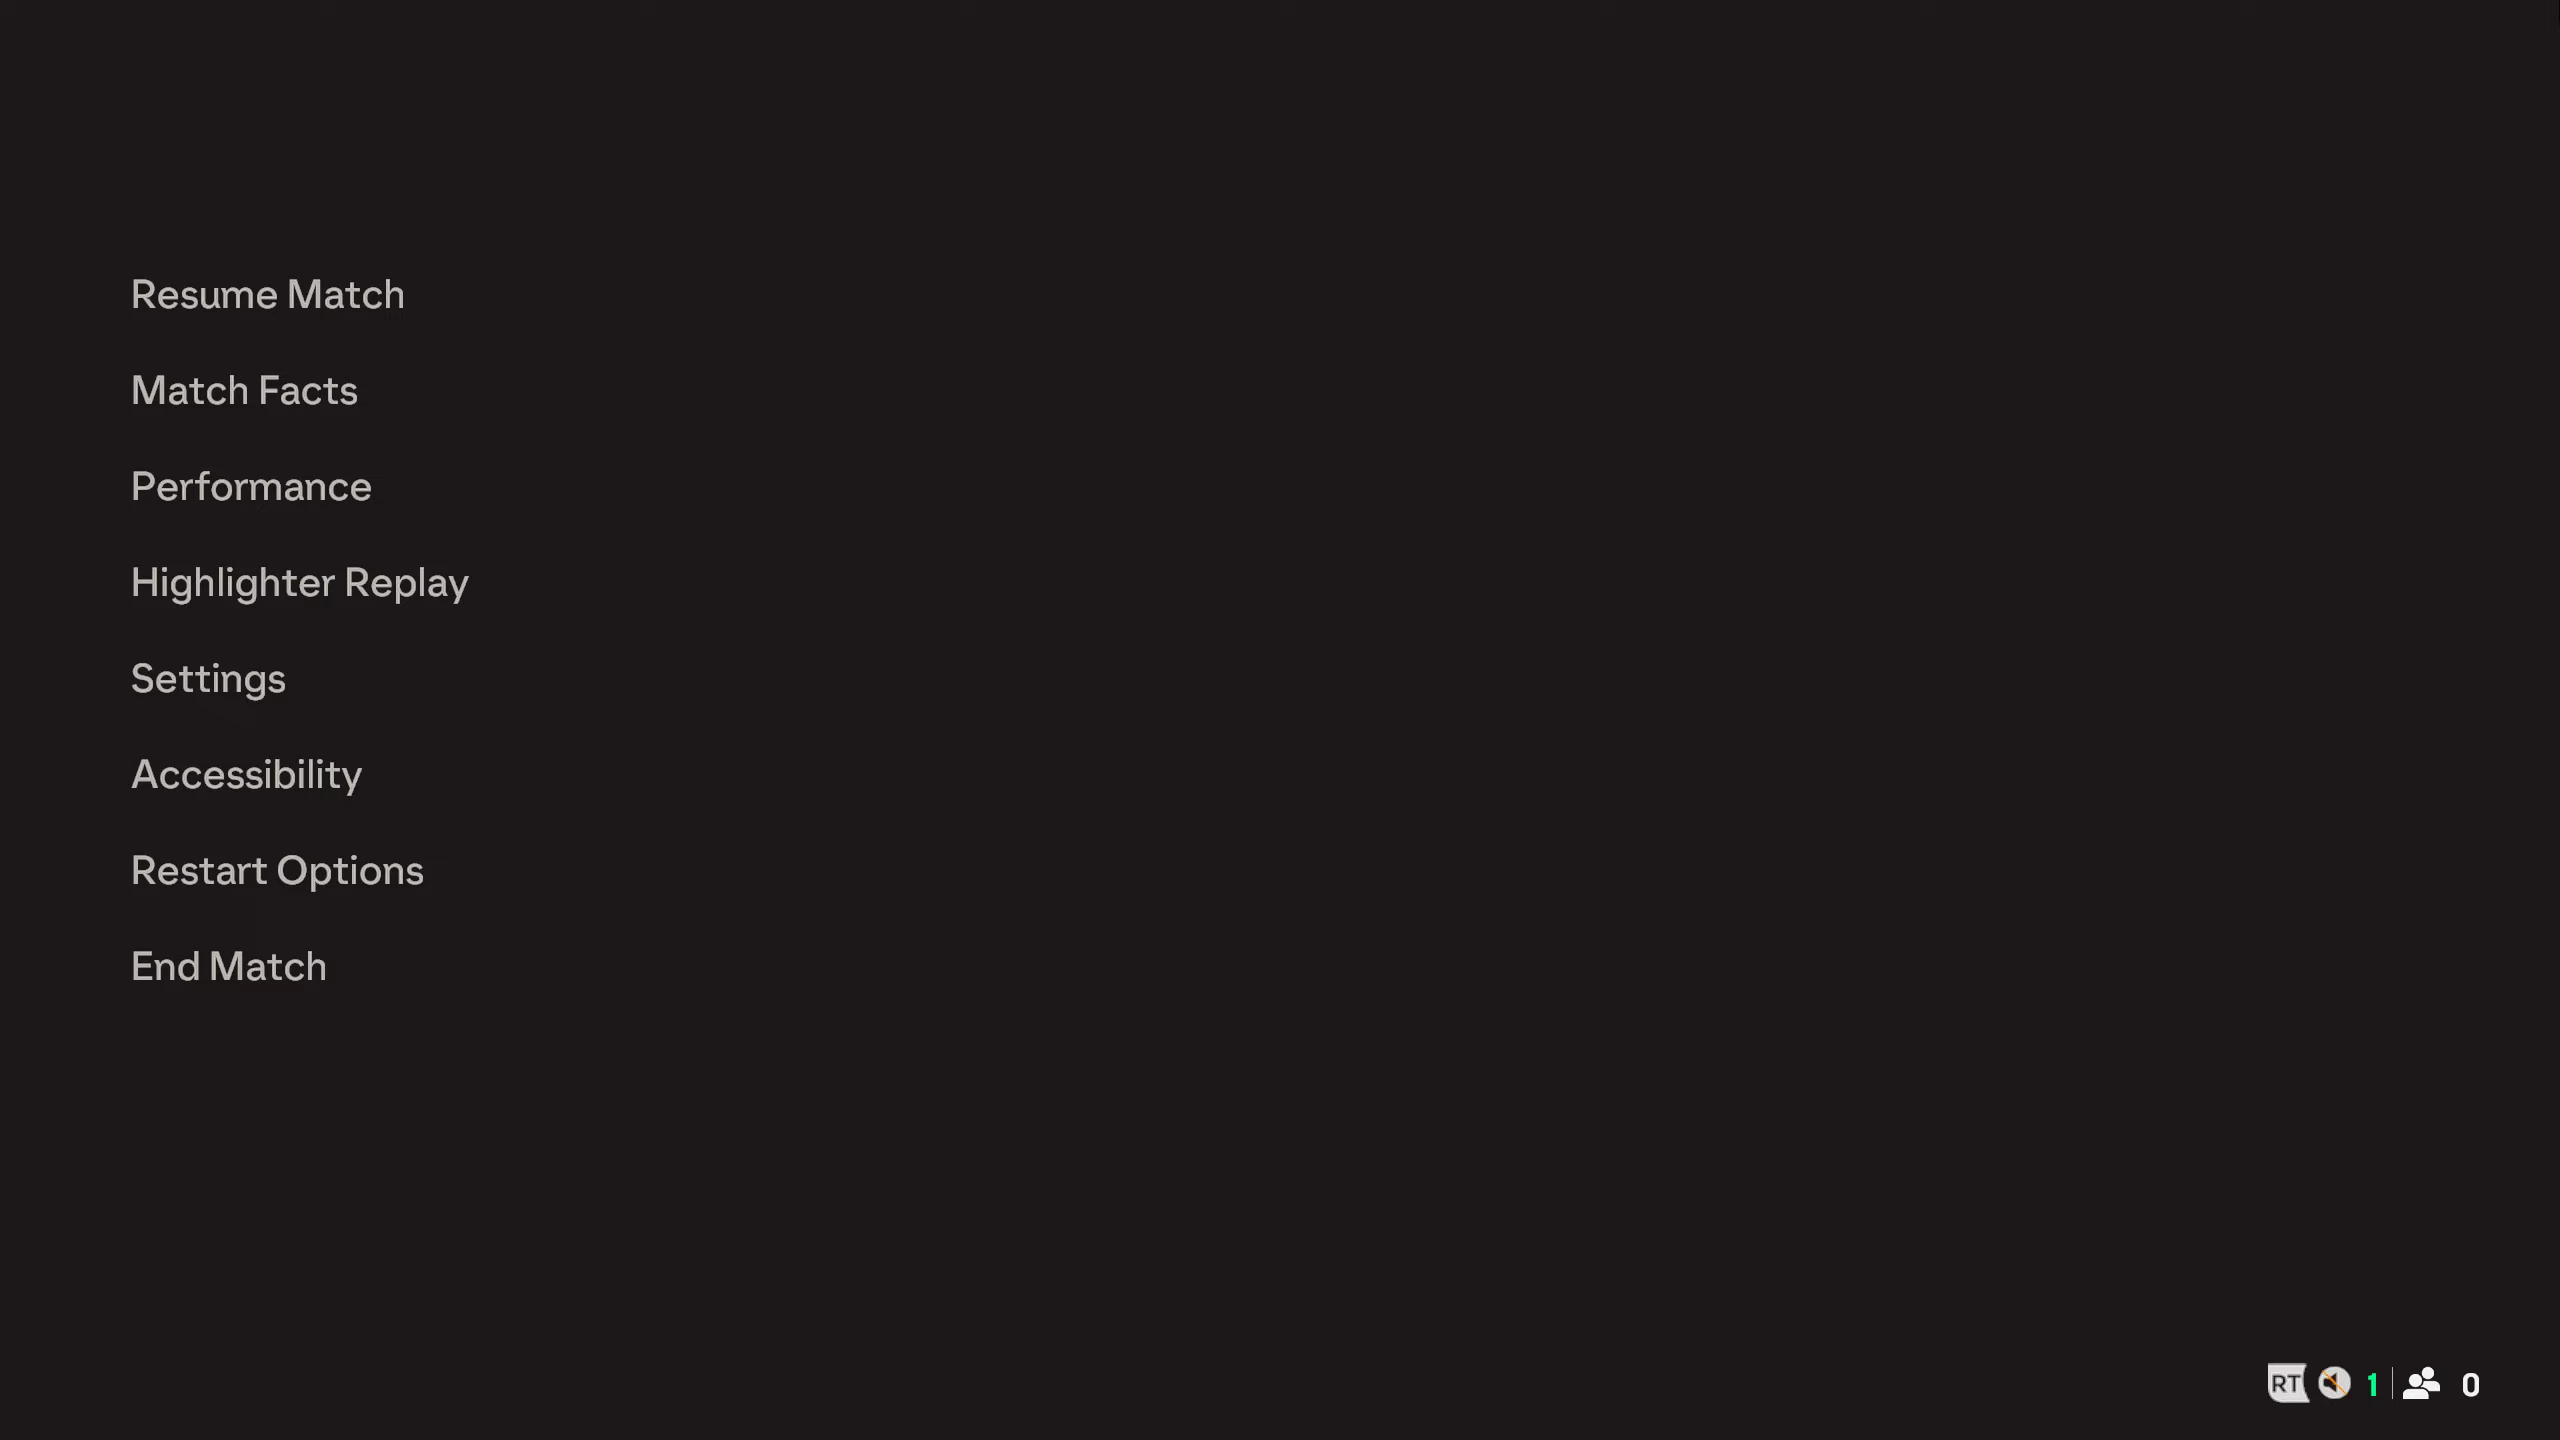 Resume Match
Match Facts
Performance
Highlighter Replay
Settings
Accessibility
Restart Options
End Match
RT 1 0